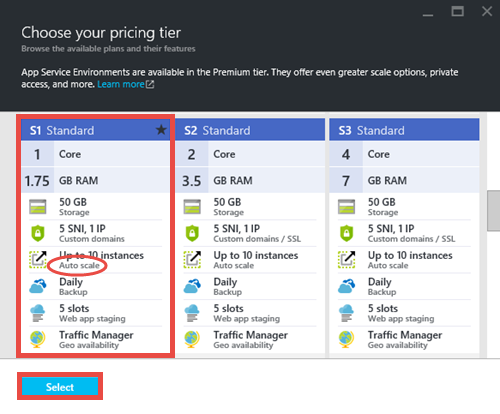 Choose your pricing tier
Browse the available plans and their features
App Service Environments are available in the Premium tier. They offer even greater scale options, private
access, and more. Learn more
S1 Standard
1 Core
1.75 GB RAM
50 GB
Storage
5 SNI, 1 IP
Custom domains
Up to 10 instances
Auto scale
Daily
Backup
5 slots
Web app staging
Traffic Manager
Geo availability
S2 Standard
2 Core
3.5 GB RAM
50 GB
Storage
5 SNI, 1 IP
Custom domains / SSL
Up to 10 instances
Auto scale
Daily
Backup
5 slots
Web app staging
Traffic Manager
Geo availability
S3 Standard
4 Core
7 GB RAM
50 GB
Storage
5 SNI, 1 IP
Custom domains / SSL
Up to 10 instances
Auto scale
Daily
Backup
5 slots
Web app staging
Traffic Manager
Geo availability
Select